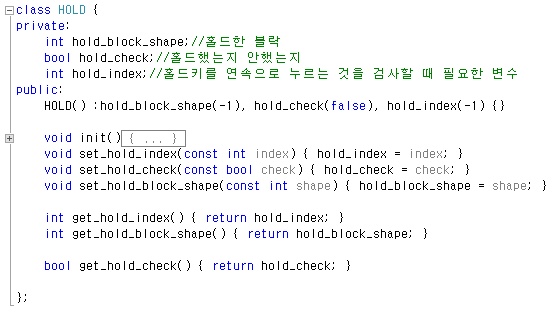 class HOLD {
private:
int hold_block_shape;//홀드한 블락
bool hold_check;//홀드했는지 안했는지
int hold_index;//홀드키를 연속으로 누르는 것을 검사할 때 필요한 변수
public:
HOLD() :hold_block_shape(-1), hold_check(false), hold_index(-1) {}
void init(){ ... }
void set_hold_index(const int index) { hold_index = index; }
void set_hold_check(const bool check) { hold_check = check; }
void set_hold_block_shape(const int shape) { hold_block_shape = shape; }
int get_hold_index() { return hold_index; }
int get_hold_block_shape() { return hold_block_shape; }
bool get_hold_check() { return hold_check; }
};